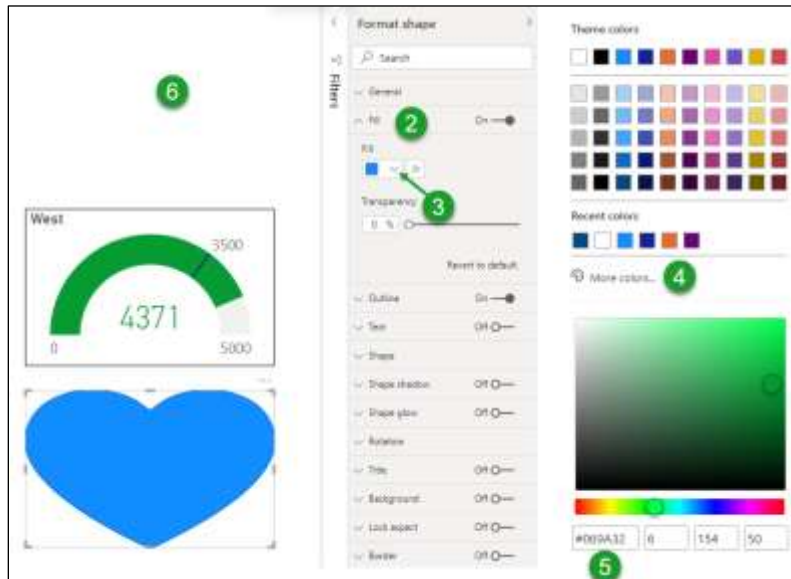 6
West
3500
4371
0
5000
Filters
Format shape
Search
General
Fill
2
On
Fill
3
Transparency
0 %
Revert to default
Outline On
Text Off
Shape
Shape shadow Off
Shape glow Off
Rotation
Title Off
Background Off
Lock aspect Off
Border Off
Theme colors
Recent colors
More colors...
4
#069A32 6 154 50
5